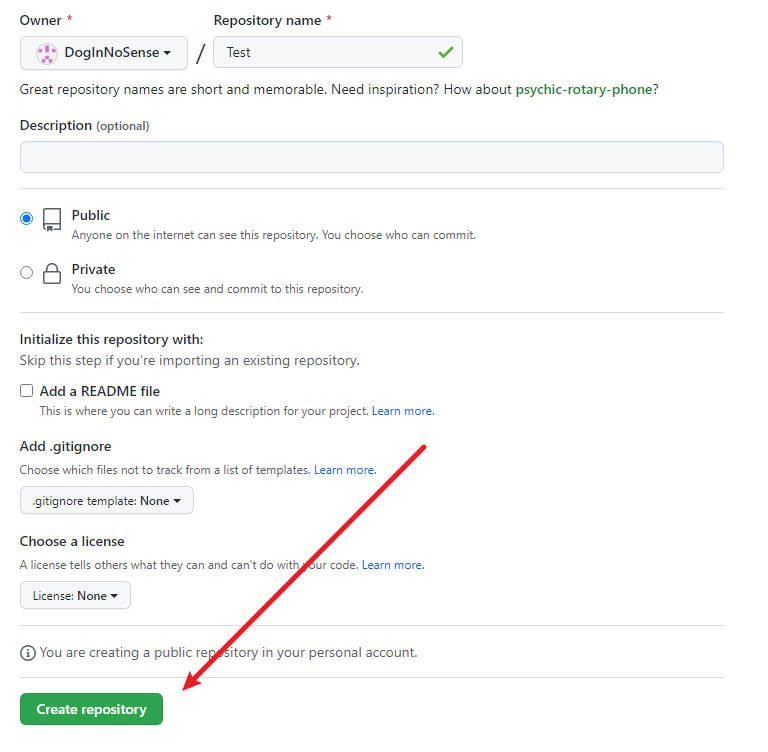 Owner * Repository name *
DogInNoSense / Test
Great repository names are short and memorable. Need inspiration? How about psychic-rotary-phone?
Description (optional)
Public
Anyone on the internet can see this repository. You choose who can commit.
Private
You choose who can see and commit to this repository.
Initialize this repository with:
Skip this step if you're importing an existing repository.
Add a README file
This is where you can write a long description for your project. Learn more.
Add .gitignore
Choose which files not to track from a list of templates. Learn more.
.gitignore template: None
Choose a license
A license tells others what they can and can't do with your code. Learn more.
License: None
You are creating a public repository in your personal account.
Create repository